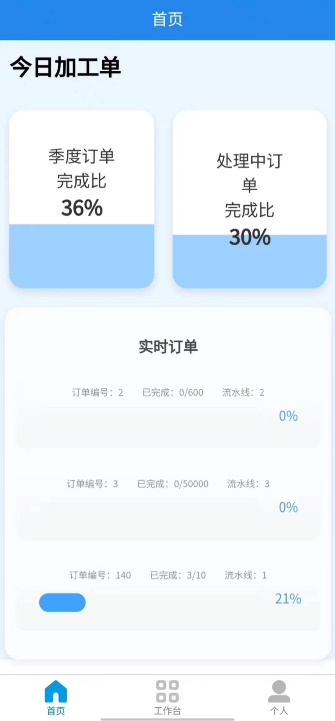 首页
今日加工单
季度订单
完成比
36%
处理中订
单
完成比
30%
实时订单
订单编号：2 已完成：0/600 流水线：2
0%
订单编号：3 已完成：0/50000 流水线：3
0%
订单编号：140 已完成：3/10 流水线：1
21%
首页 工作台 个人